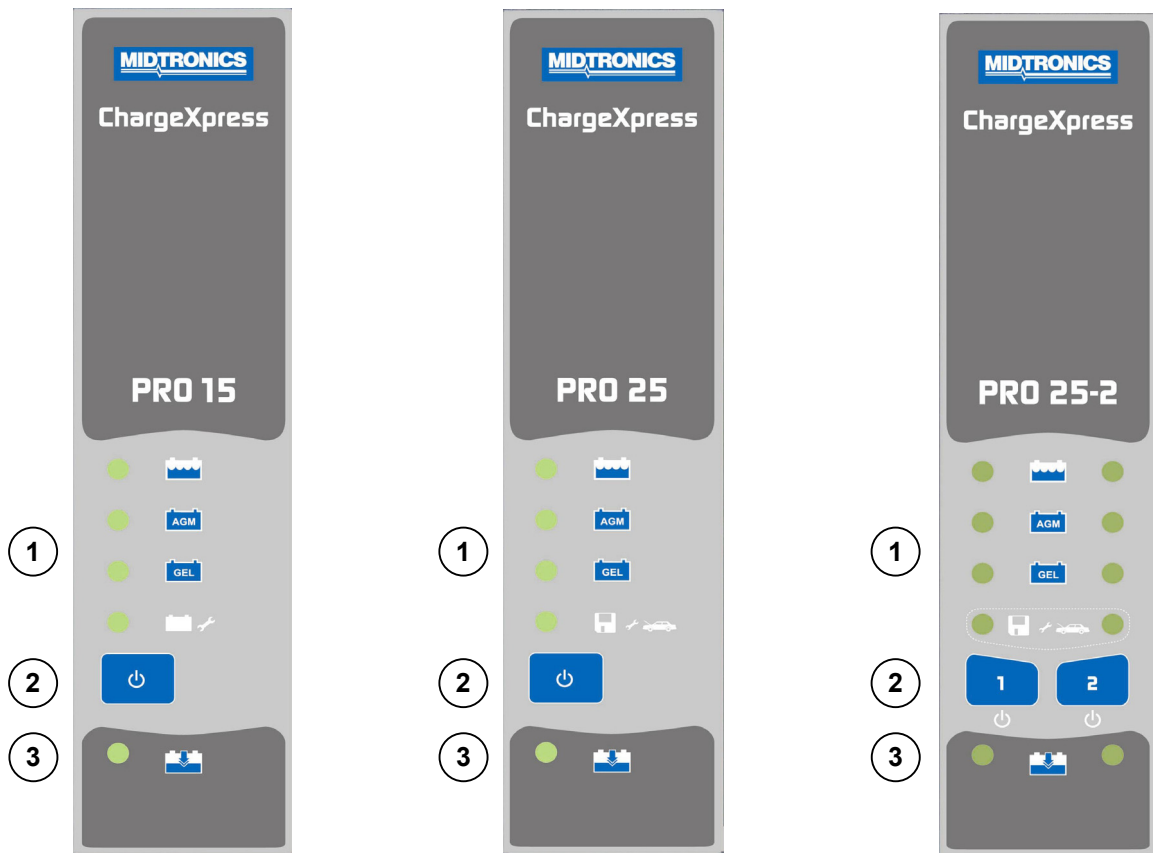 MIDTRONICS
ChargeXpress
PRO 15
AGM
GEL
1
2
3
MIDTRONICS
ChargeXpress
PRO 25
AGM
GEL
1
2
3
MIDTRONICS
ChargeXpress
PRO 25-2
AGM
GEL
1
2
1
2
3